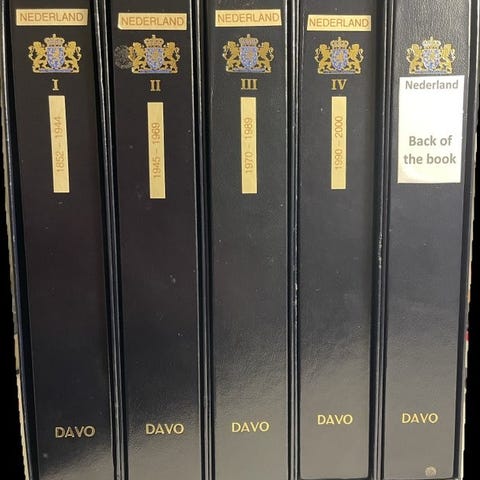 NEDERLAND
I
1852 - 1944
DAVO
NEDERLAND
II
1945 - 1969
DAVO
NEDERLAND
III
1970 - 1989
DAVO
NEDERLAND
IV
1990 - 2000
DAVO
Nederland
Back of
the book
DAVO